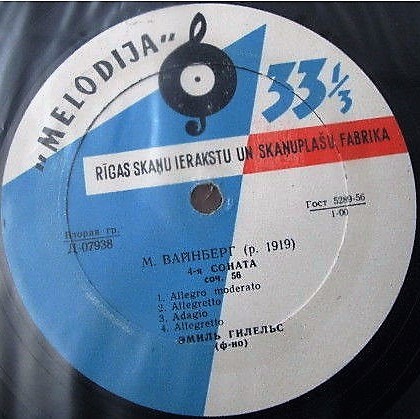 „MELODIJA“
33⅓
RĪGAS SKAŅU IERAKSTU UN SKAŅUPLAŠU FABRIKA
Вторая гр.
Д-07938
Гост 5289-56
1-00
М. ВАЙНБЕРГ (р. 1919)
4-я СОНАТА
соч. 56
1. Allegro moderato
2. Allegretto
3. Adagio
4. Allegretto
ЭМИЛЬ ГИЛЕЛЬС
(ф-но)